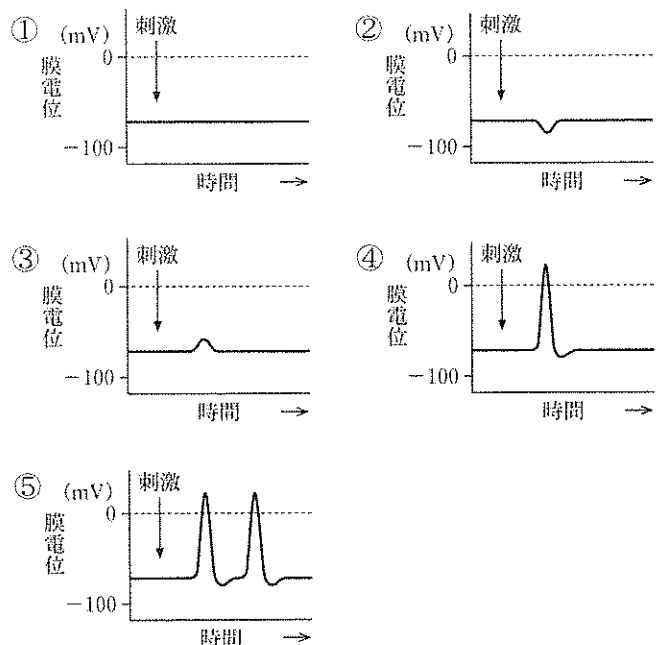 ① (mV) 刺激
0
膜電位
-100
時間 →
② (mV) 刺激
0
膜電位
-100
時間 →
③ (mV) 刺激
0
膜電位
-100
時間 →
④ (mV) 刺激
0
膜電位
-100
時間 →
⑤ (mV) 刺激
0
膜電位
-100
時間 →